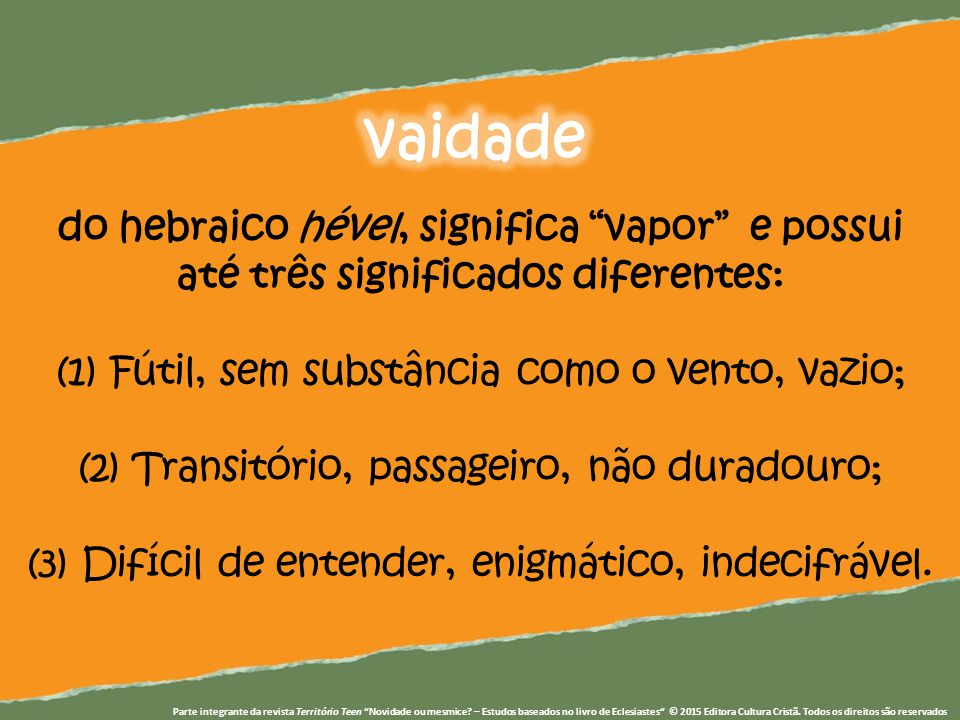 vaidade
do hebraico hével, significa “vapor” e possui
até três significados diferentes:
(1) Fútil, sem substância como o vento, vazio;
(2) Transitório, passageiro, não duradouro;
(3) Difícil de entender, enigmático, indecifrável.
Parte integrante da revista Território Teen “Novidade ou mesmice? – Estudos baseados no livro de Eclesiastes” © 2015 Editora Cultura Cristã. Todos os direitos são reservados